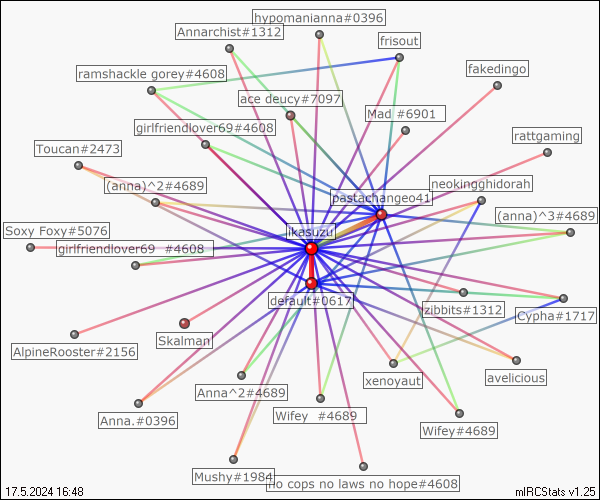 hypomanianna#0396
Annarchist#1312
frisout
ramshackle gorey#4608
fakedingo
ace deucy#7097
Mad #6901
girlfriendlover69#4608
rattgaming
Toucan#2473
(anna)^2#4689
pastachangeo41
neokingghidorah
(anna)^3#4689
Soxy Foxy#5076
ikasuzu
girlfriendlover69 #4608
default#0617
zjbbits#1312
Cypha#1717
Skalman
AlpineRooster#2156
xenoyaut
avelicious
Anna^2#4689
Anna.#0396
Wifey #4689
Wifey#4689
Mushy#1984
no cops no laws no hope#4608
17.5.2024 16:48
mIRCStats v1.25